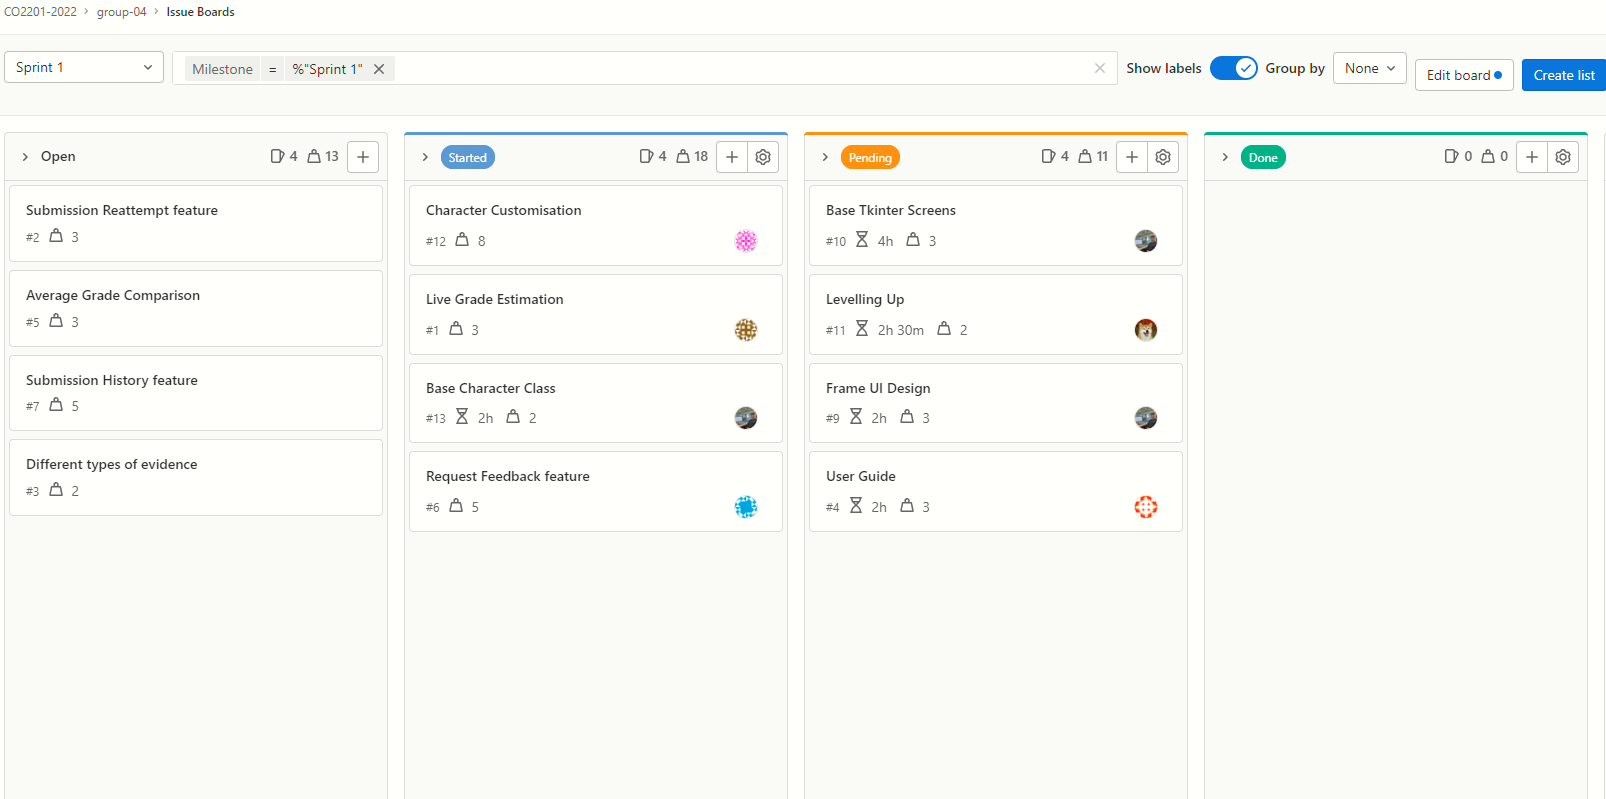 CO2201-2022 > group-04 > Issue Boards
Sprint 1
Milestone = %"Sprint 1"
Show labels
Group by
None
Edit board
Create list
Open 4 13
Submission Reattempt feature
#2 3
Average Grade Comparison
#5 3
Submission History feature
#7 5
Different types of evidence
#3 2
Started 4 18
Character Customisation
#12 8
Live Grade Estimation
#1 3
Base Character Class
#13 2h 2
Request Feedback feature
#6 5
Pending 4 11
Base Tkinter Screens
#10 4h 3
Levelling Up
#11 2h 30m 2
Frame UI Design
#9 2h 3
User Guide
#4 2h 3
Done 0 0